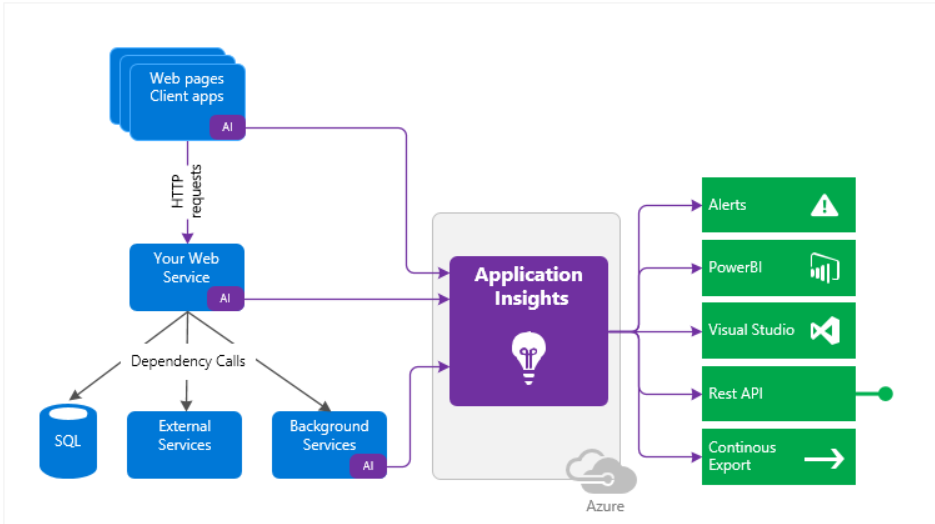 Web pages
Client apps
AI
HTTP
requests
Your Web
Service
AI
Dependency Calls
SQL
External
Services
Background
Services
AI
Application
Insights
Azure
Alerts
PowerBI
Visual Studio
Rest API
Continous
Export